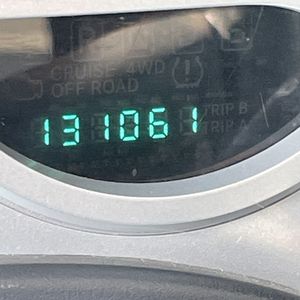 CRUISE 4WD
OFF ROAD
131061
TRIP B
TRIP A